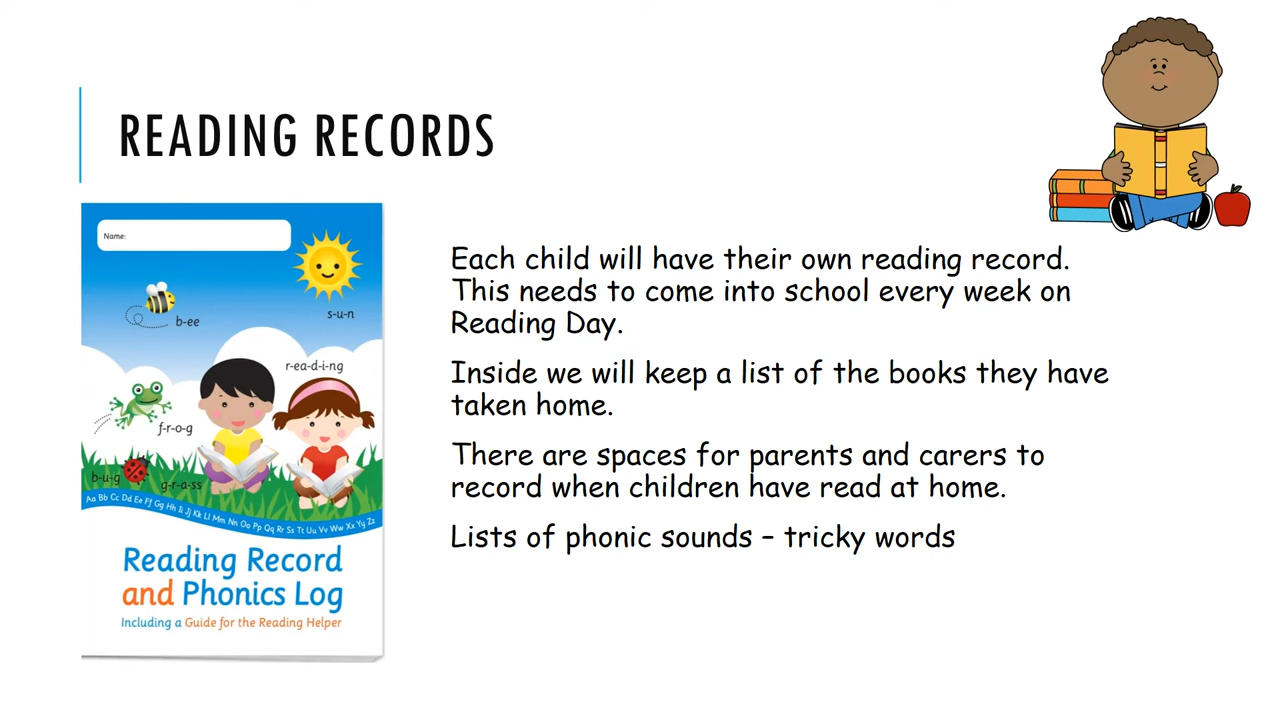 READING RECORDS
Name:
b-ee
s-u-n
r-ea-d-i-ng
f-r-o-g
b-u-g
g-r-a-ss
Aa Bb Cc Dd Ee Ff Gg Hh Ii Jj Kk Ll Mm Nn Oo Pp Qq Rr Ss Tt Uu Vv Ww Xx Yy Zz
Reading Record
and Phonics Log
Including a Guide for the Reading Helper
Each child will have their own reading record.
This needs to come into school every week on
Reading Day.
Inside we will keep a list of the books they have
taken home.
There are spaces for parents and carers to
record when children have read at home.
Lists of phonic sounds – tricky words